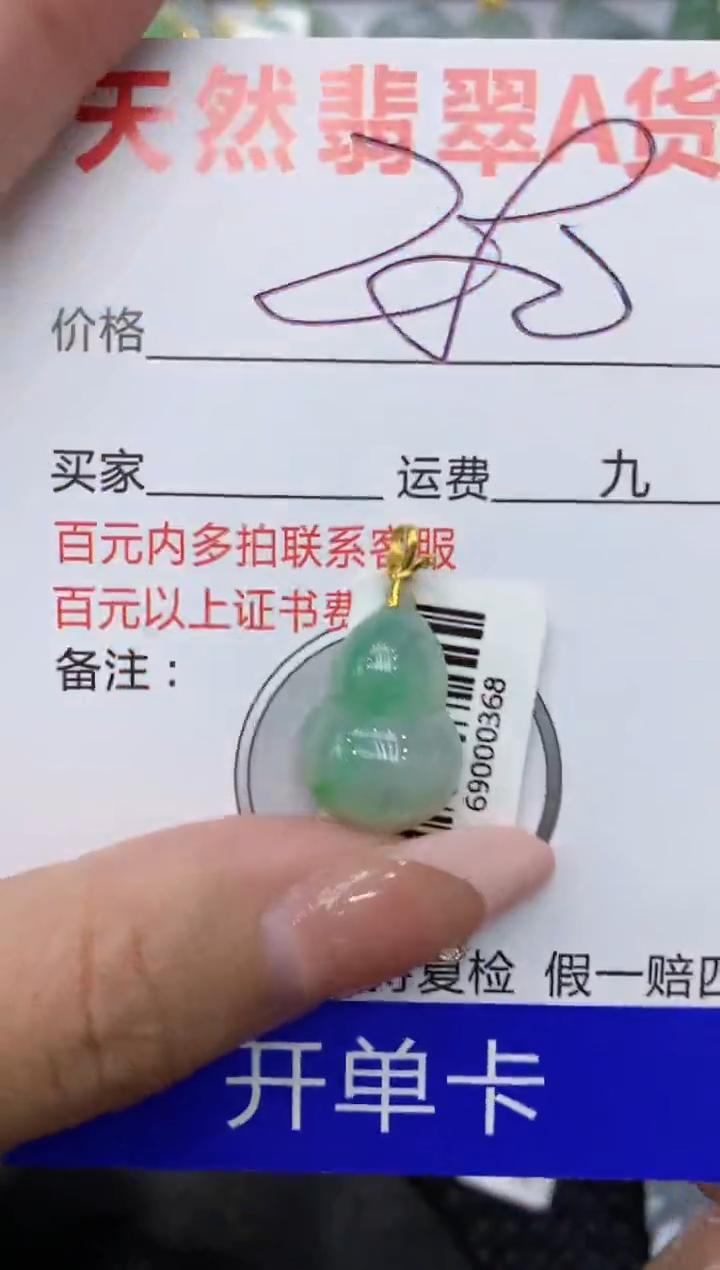 天然翡翠A货
价格
买家 运费 九
百元内多拍联系客服
百元以上证书费
备注：
69000368
复检 假一赔四
开单卡